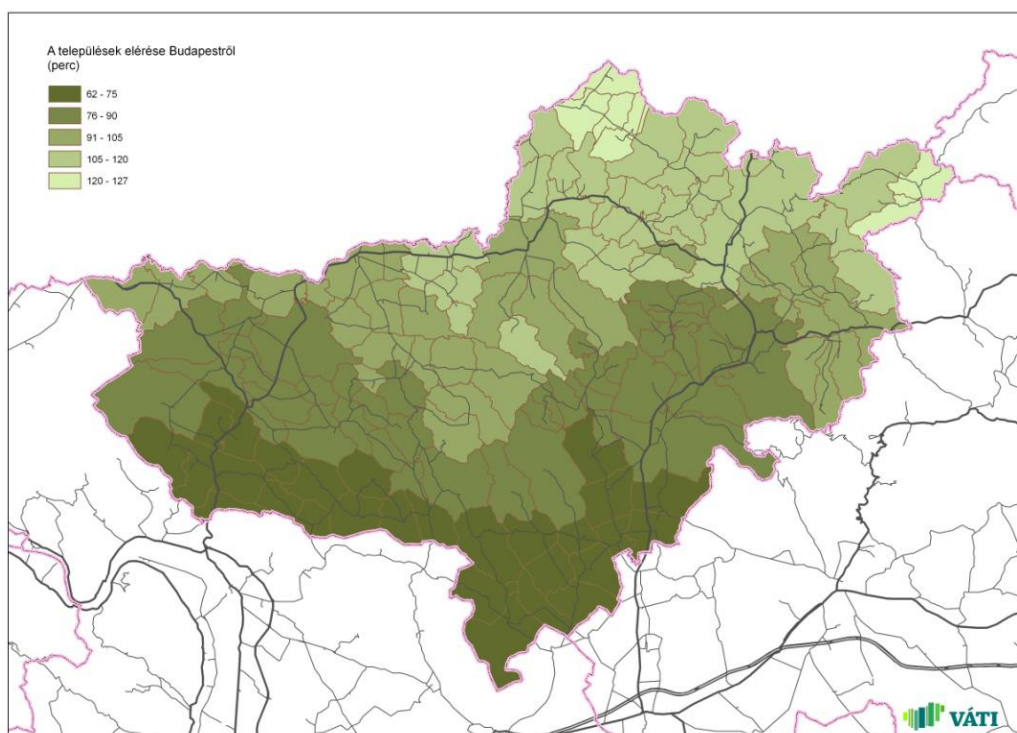 A települések elérése Budapestről
(perc)
62 - 75
76 - 90
91 - 105
105 - 120
120 - 127
VÁTI